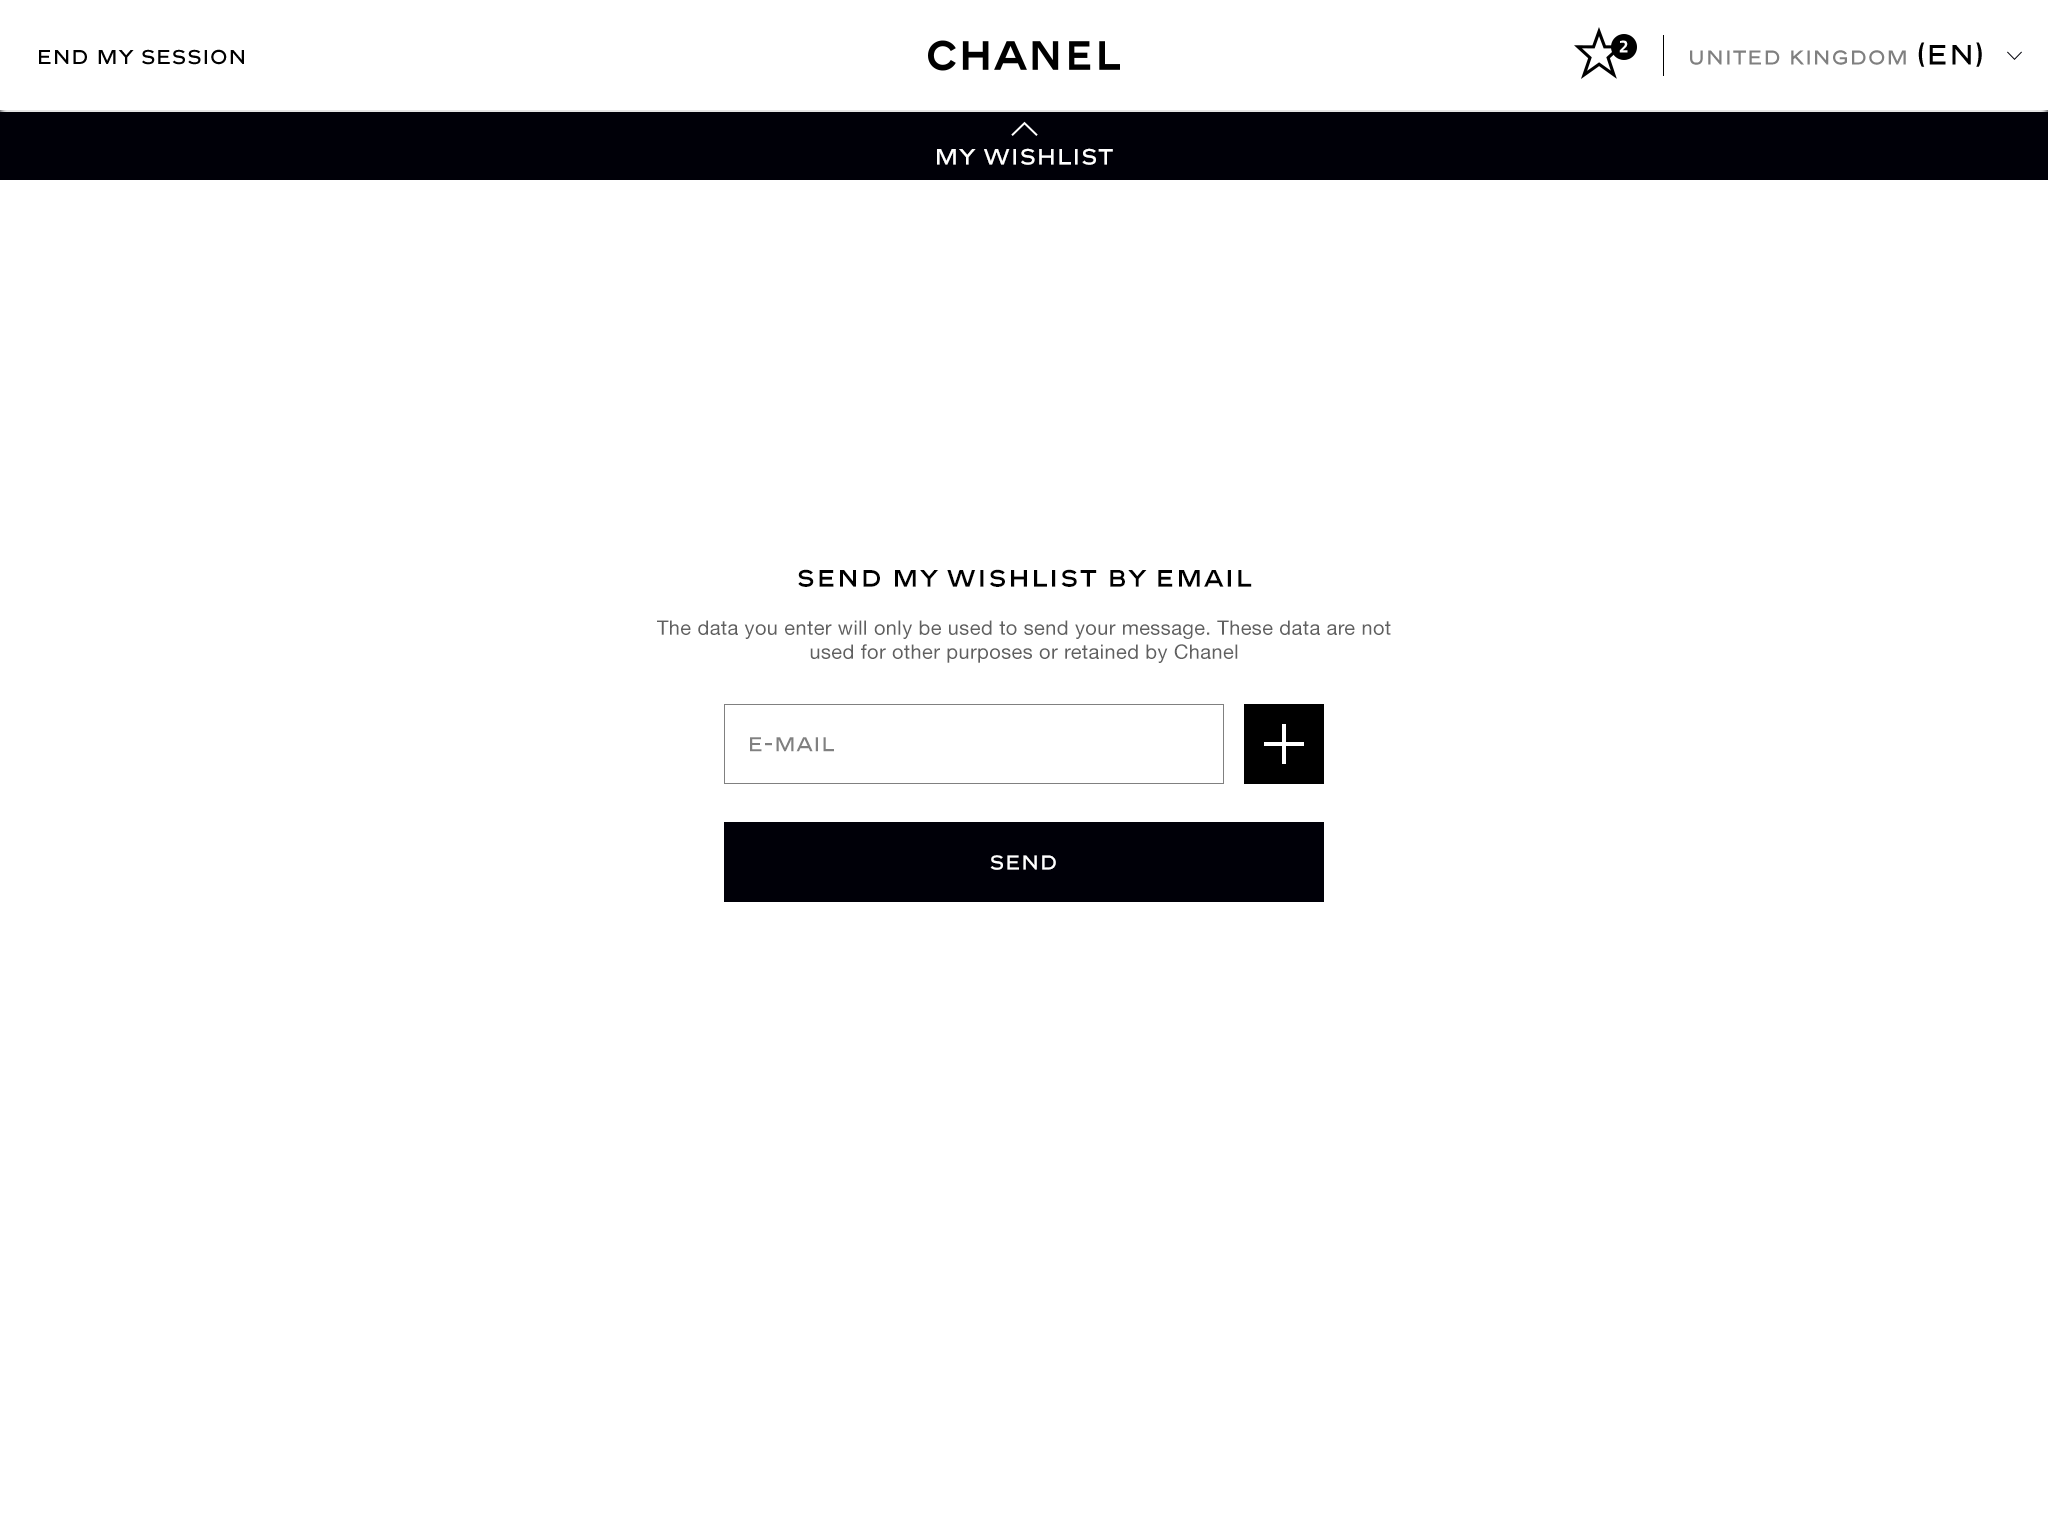 END MY SESSION
CHANEL
2
UNITED KINGDOM (EN)
MY WISHLIST
SEND MY WISHLIST BY EMAIL
The data you enter will only be used to send your message. These data are not
used for other purposes or retained by Chanel
E-MAIL
SEND